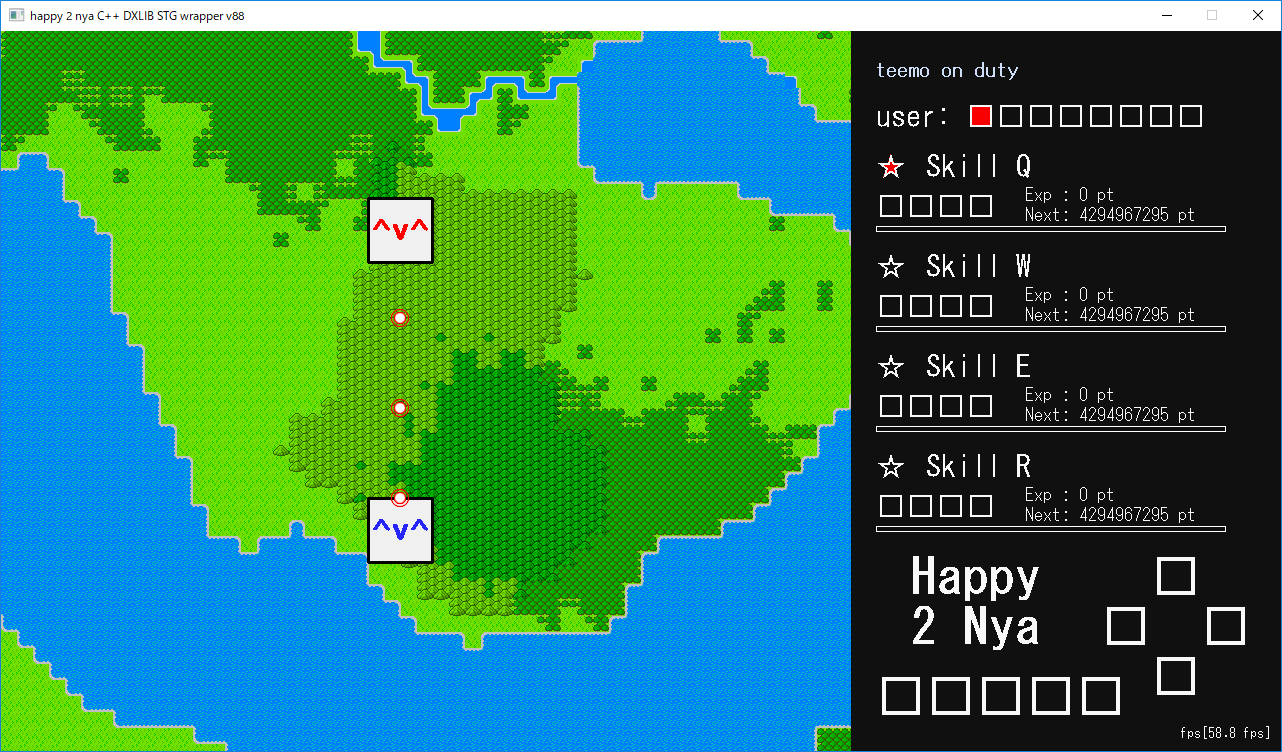 happy 2 nya C++ DXLIB STG wrapper v88
teemo on duty
user:
^v^
☆ Skill Q
Exp : 0 pt
Next: 4294967295 pt
☆ Skill W
Exp : 0 pt
Next: 4294967295 pt
☆ Skill E
Exp : 0 pt
Next: 4294967295 pt
☆ Skill R
Exp : 0 pt
Next: 4294967295 pt
^v^
Happy
2 Nya
fps[58.8 fps]